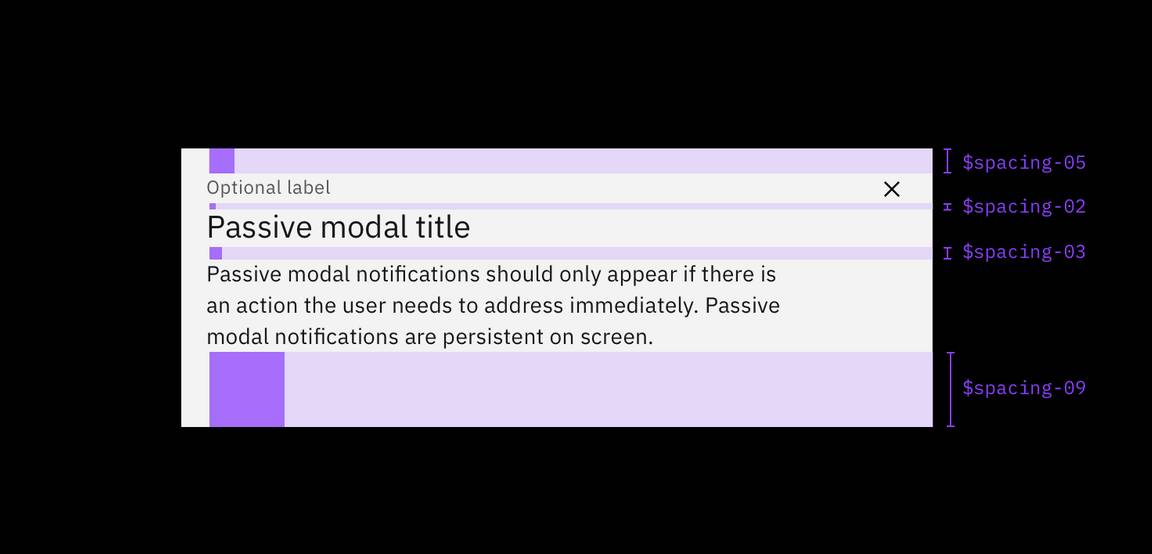 $spacing-05
Optional label
$spacing-02
Passive modal title
$spacing-03
Passive modal notifications should only appear if there is
an action the user needs to address immediately. Passive
modal notifications are persistent on screen.
$spacing-09